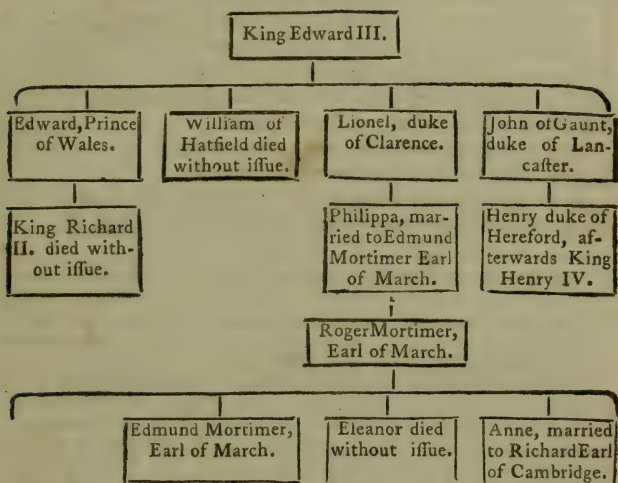 King Edward III.
Edward, Prince
of Wales.
William of
Hatfield died
without iſſue.
Lionel, duke
of Clarence.
John of Gaunt,
duke of Lan-
caſter.
King Richard
II. died with-
out iſſue.
Philippa, mar-
ried to Edmund
Mortimer Earl
of March.
Henry duke of
Hereford, af-
terwards King
Henry IV.
Roger Mortimer,
Earl of March.
Edmund Mortimer,
Earl of March.
Eleanor died
without iſſue.
Anne, married
to Richard Earl
of Cambridge.